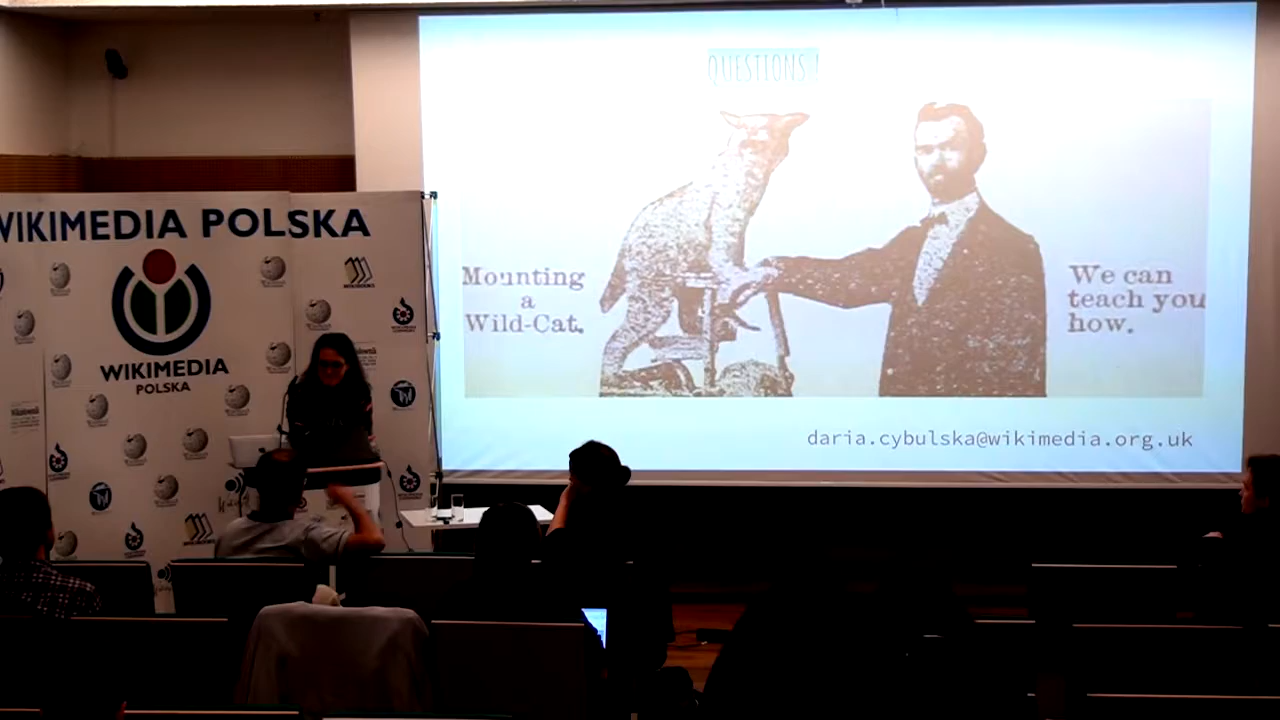 QUESTIONS !
WIKIMEDIA POLSKA
Mounting
a
Wild-Cat.
We can
teach you
how.
WIKIMEDIA
POLSKA
daria.cybulska@wikimedia.org.uk